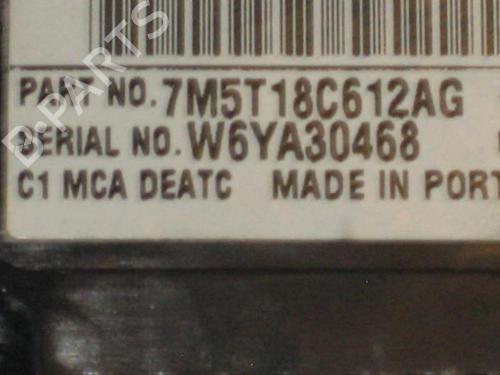 PART NO. 7M5T18C612AG
SERIAL NO. W6YA30468
C1 MCA DEATC MADE IN PORT
B-PARTS